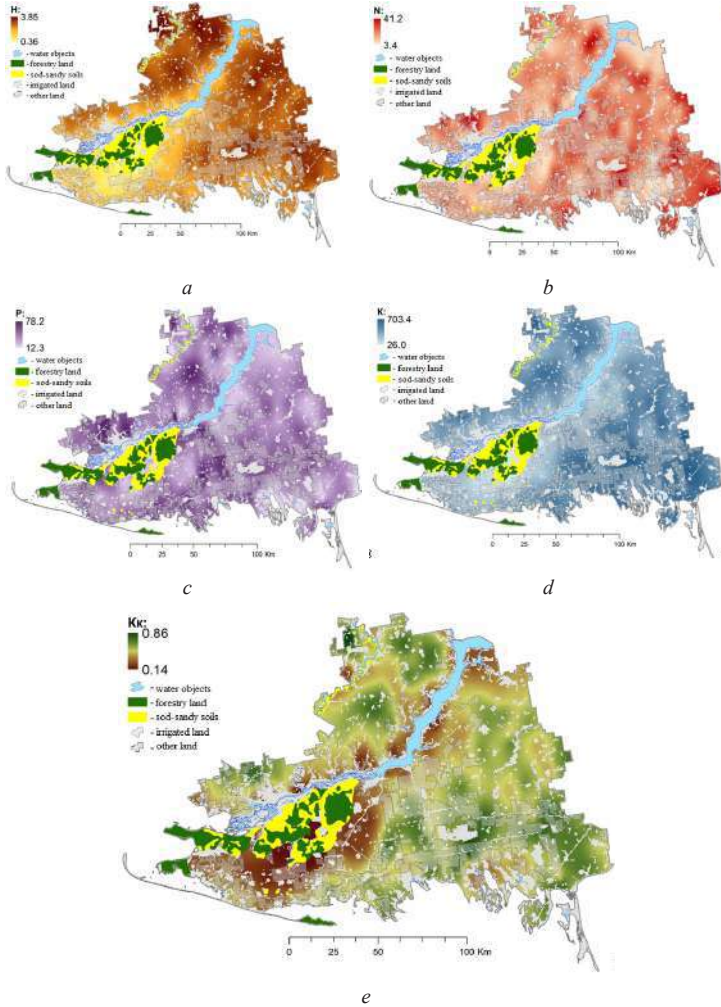 H:
3.85
0.36
- water objects
- forestry land
- sod-sandy soils
- irrigated land
- other land
0 25 50 100 Km
a
N:
41.2
3.4
- water objects
- forestry land
- sod-sandy soils
- irrigated land
- other land
0 25 50 100 Km
b
P:
78.2
12.3
- water objects
- forestry land
- sod-sandy soils
- irrigated land
- other land
0 25 50 100 Km
c
K:
703.4
26.0
- water objects
- forestry land
- sod-sandy soils
- irrigated land
- other land
0 25 50 100 Km
d
Kк:
0.86
0.14
- water objects
- forestry land
- sod-sandy soils
- irrigated land
- other land
0 25 50 100 Km
e